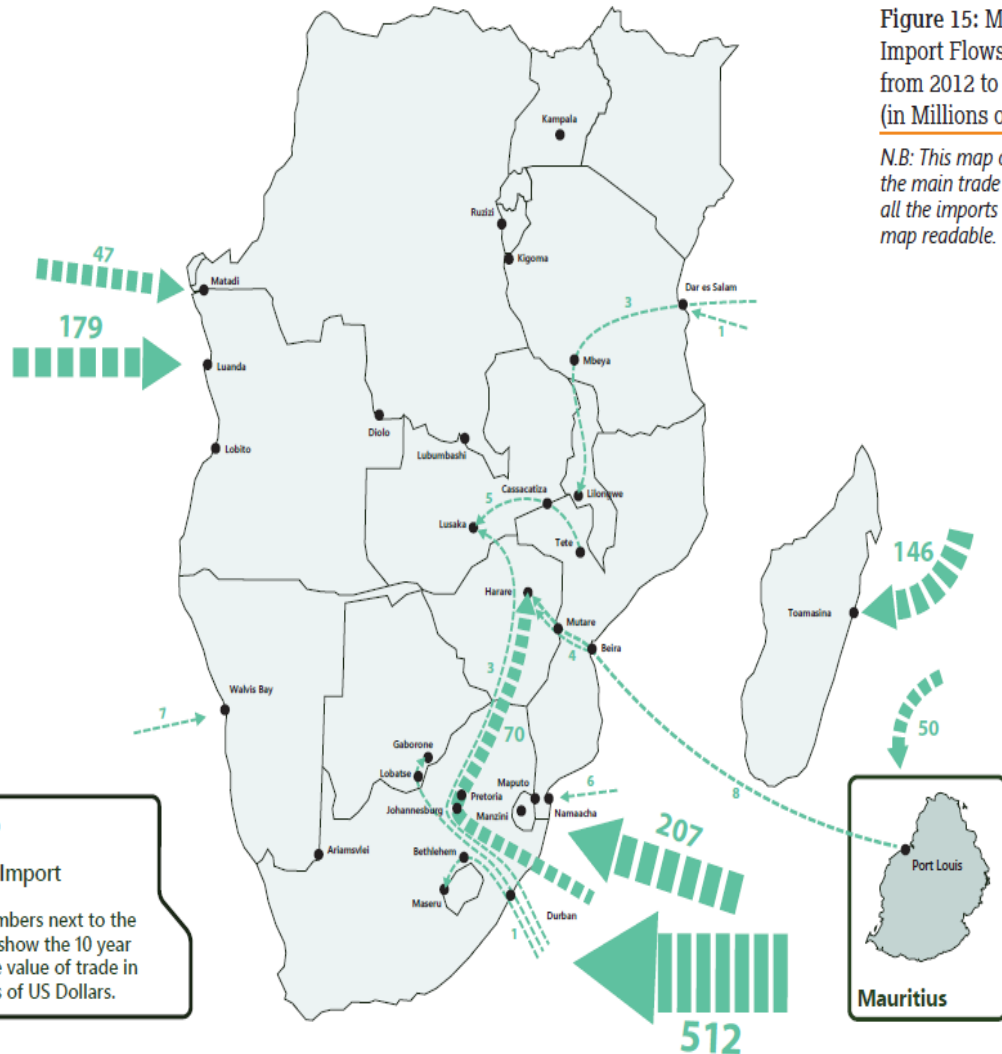 Figure 15: M
Import Flows
from 2012 to
(in Millions o
N.B: This map o
the main trade
all the imports
map readable.
Kampala
Ruzizi
Kigoma
47
Matadi
Dar es Salam
3
1
179
Luanda
Mbeya
Diolo
Lobito
Lubumbashi
Cassacatiza
Lilongwe
5
Lusaka
Tete
146
Harare
Toamasina
Mutare
4
Beira
3
Walvis Bay
7
70
50
Gaborone
Lobatse
Maputo
6
8
Pretoria
Johannesburg
Manzini
Namaacha
207
Ariamsvlei
Bethlehem
Port Louis
Import
Maseru
Durban
mbers next to the
show the 10 year
e value of trade in
s of US Dollars.
1
Mauritius
512